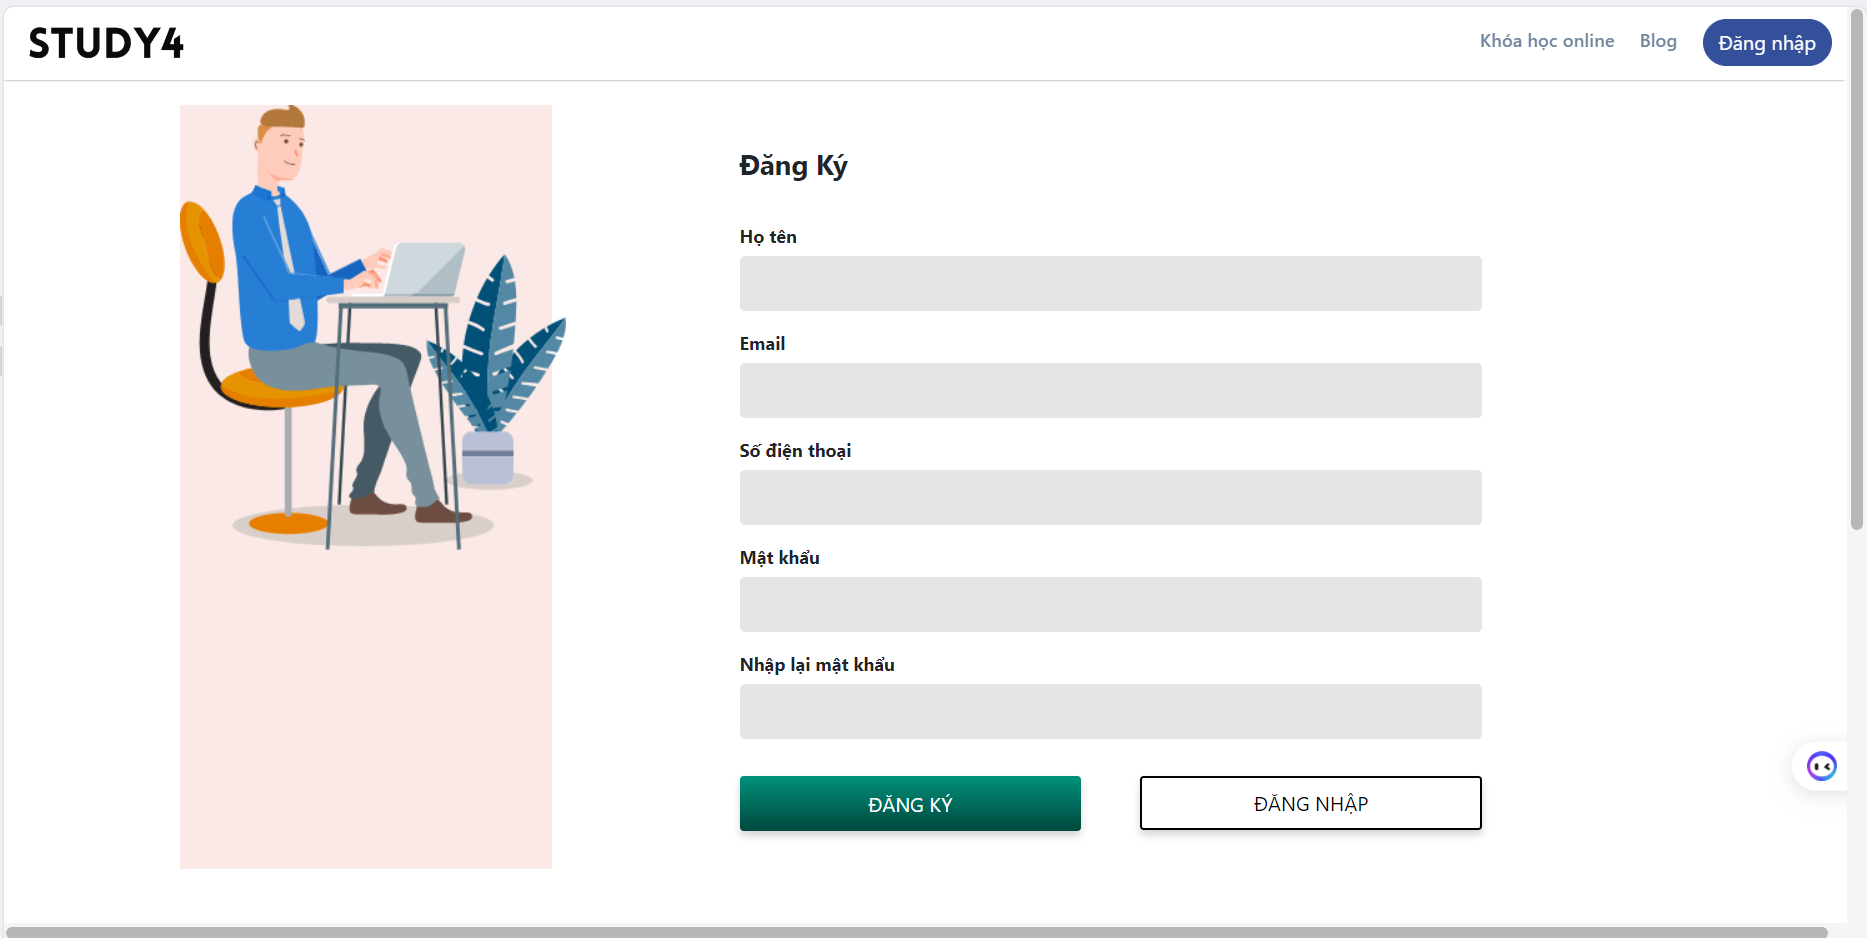 STUDY4
Khóa học online
Blog
Đăng nhập
Đăng Ký
Họ tên
Email
Số điện thoại
Mật khẩu
Nhập lại mật khẩu
ĐĂNG KÝ
ĐĂNG NHẬP